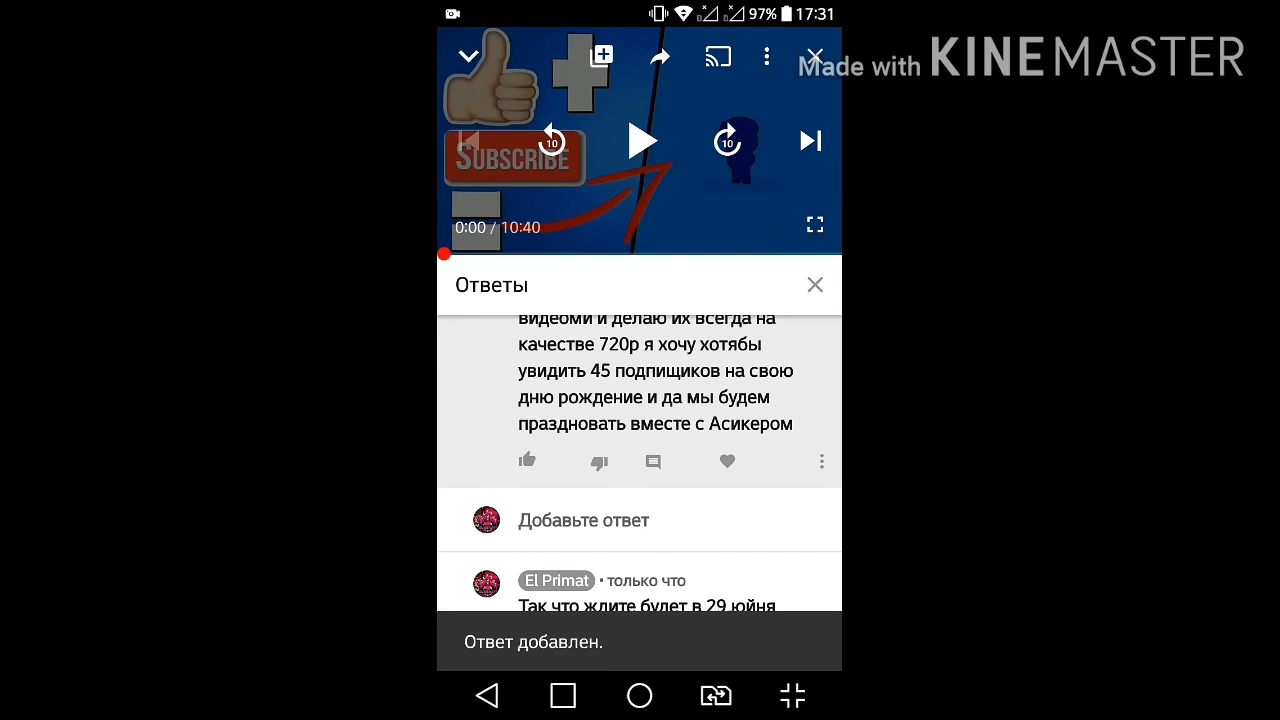 97% 17:31
Made with KINEMASTER
10
10
SUBSCRIBE
0:00 / 10:40
Ответы
видеоми и делаю их всегда на
качестве 720р я хочу хотябы
увидить 45 подпищиков на свою
дню рождение и да мы будем
праздновать вместе с Асикером
Добавьте ответ
El Primat • только что
Так что ждите будет в 29 юйня
Ответ добавлен.